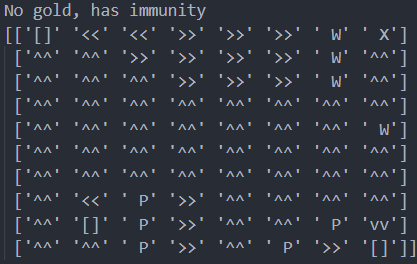 No gold, has immunity
[['[]' '<<' '<<' '>>' '>>' '>>' ' W' ' X']
['^^' '^^' '>>' '>>' '>>' '>>' ' W' '^^']
['^^' '^^' '^^' '>>' '>>' '>>' ' W' '^^']
['^^' '^^' '^^' '^^' '^^' '^^' '^^' '^^']
['^^' '^^' '^^' '^^' '^^' '^^' '^^' ' W']
['^^' '^^' '^^' '^^' '^^' '^^' '^^' '^^']
['^^' '^^' '^^' '^^' '^^' '^^' '^^' '^^']
['^^' '<<' ' P' '>>' '^^' '^^' '^^' '^^']
['^^' '[]' ' P' '>>' '^^' '^^' ' P' 'vv']
['^^' '^^' ' P' '>>' '^^' ' P' '>>' '[]']]